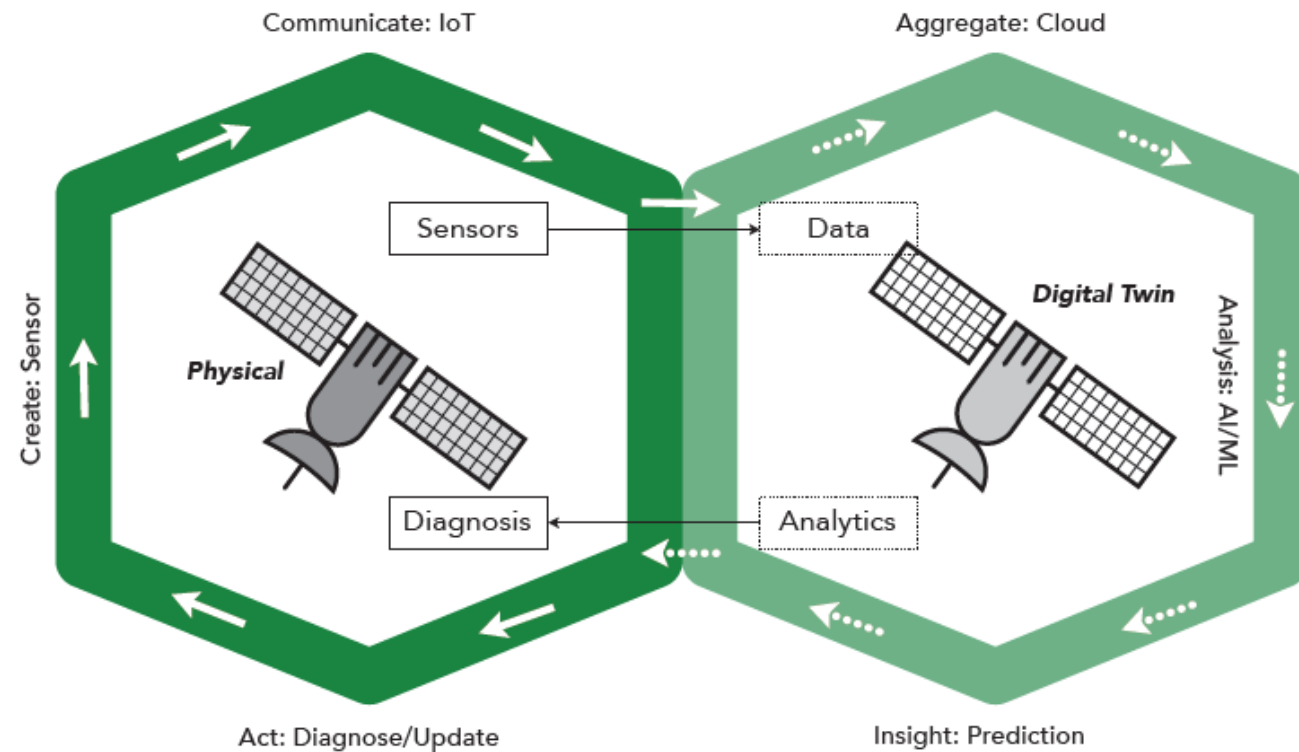 Communicate: IoT
Aggregate: Cloud
Sensors
Data
Digital Twin
Physical
Create: Sensor
Analysis: AI/ML
Diagnosis
Analytics
Act: Diagnose/Update
Insight: Prediction